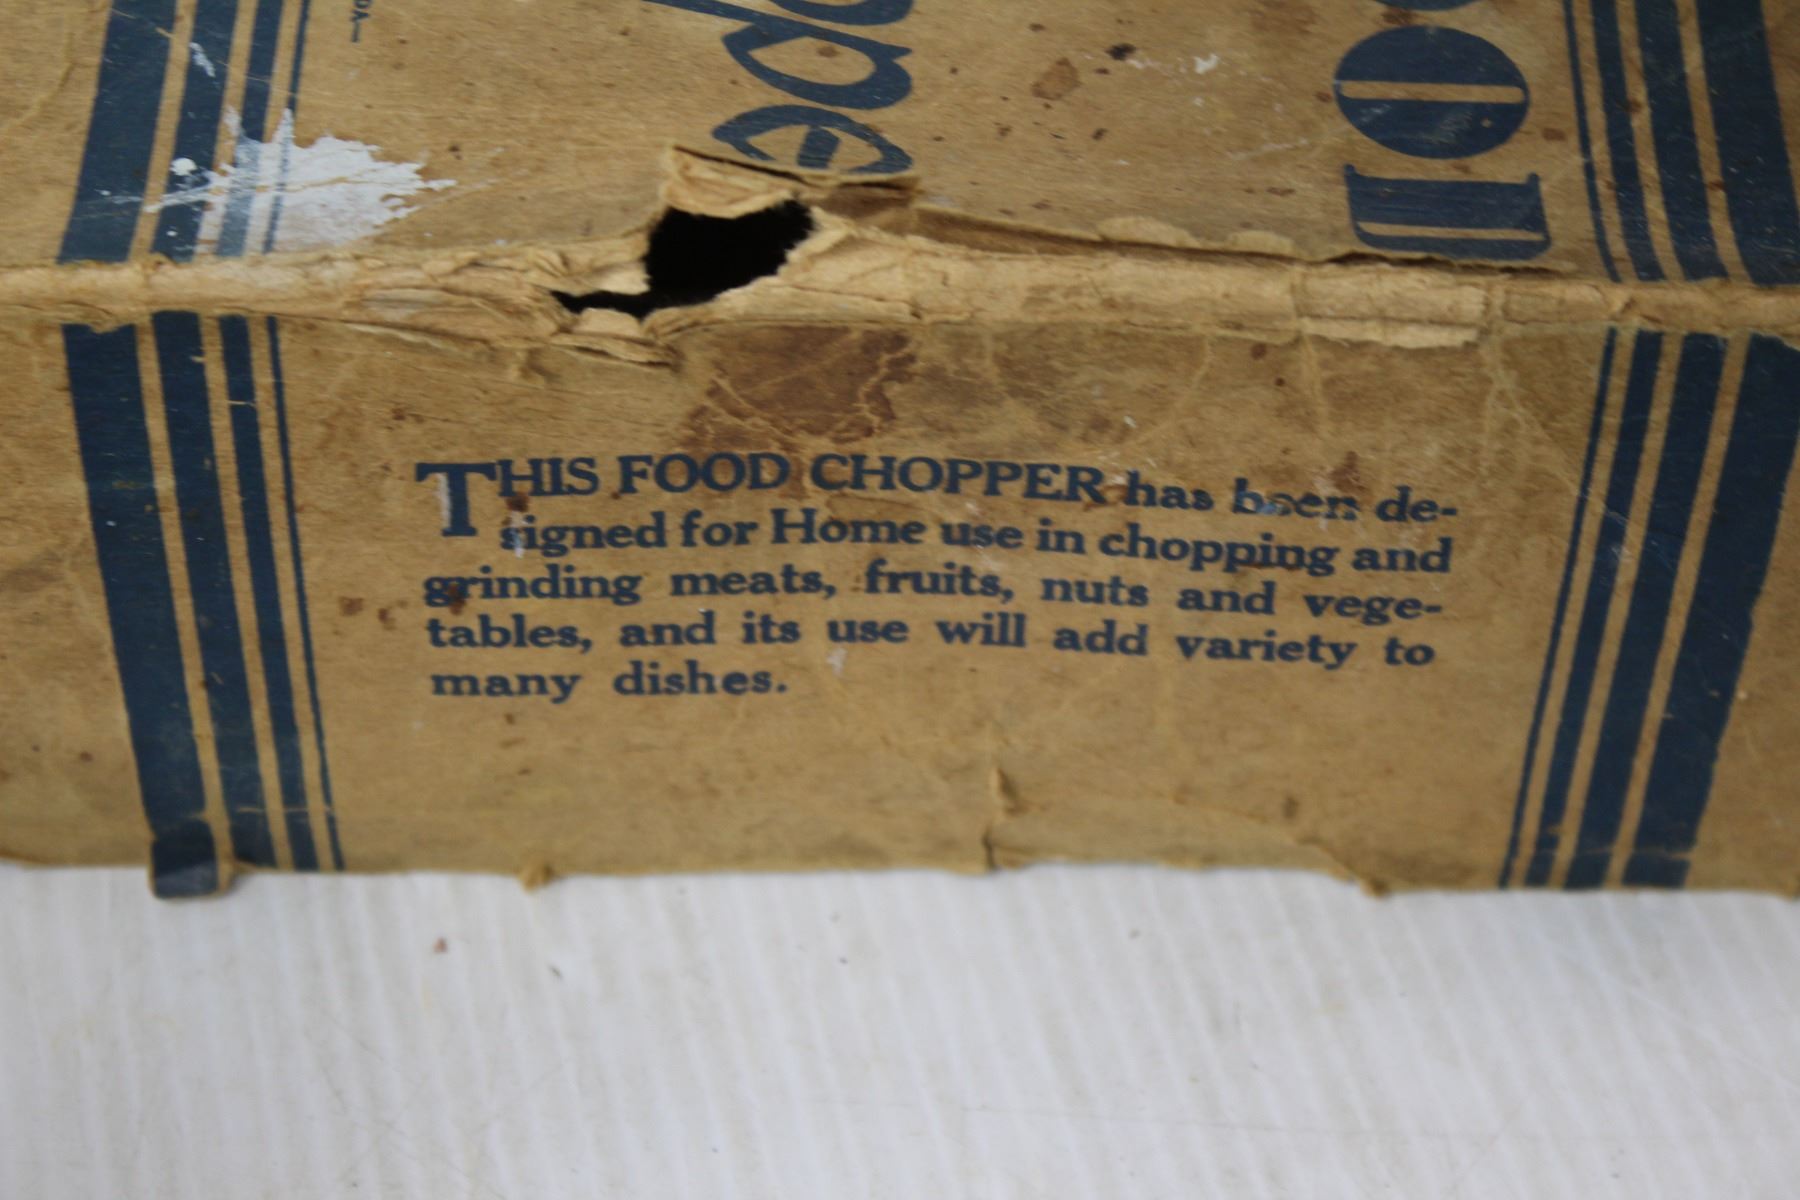 THIS FOOD CHOPPER has been de-
signed for Home use in chopping and
grinding meats, fruits, nuts and vege-
tables, and its use will add variety to
many dishes.